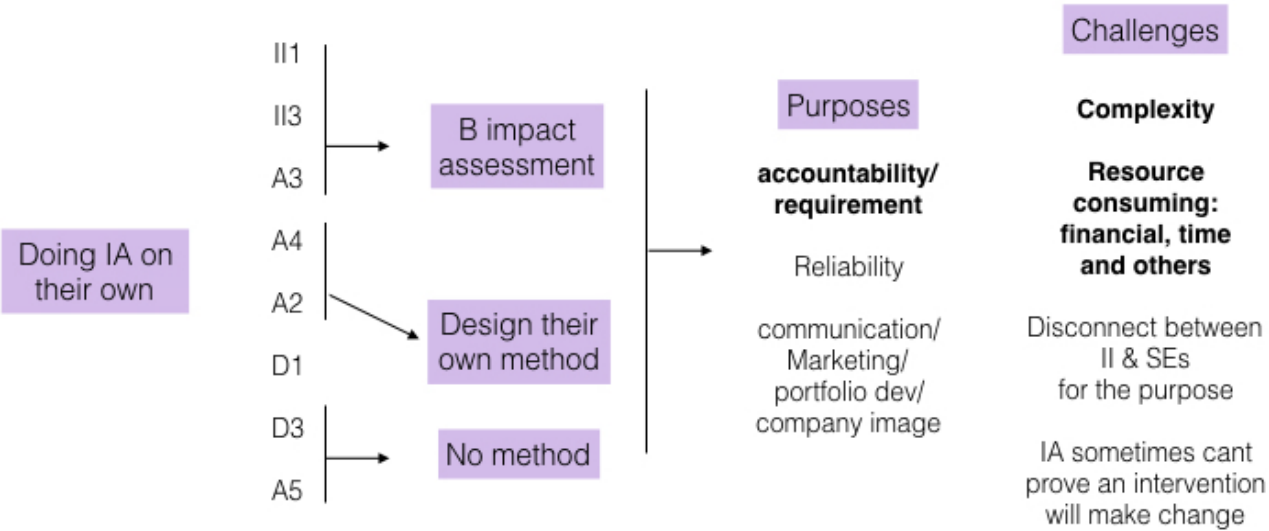 Doing IA on
their own
II1
II3
A3
A4
A2
D1
D3
A5
B impact
assessment
Design their
own method
No method
Purposes
accountability/
requirement
Reliability
communication/
Marketing/
portfolio dev/
company image
Challenges
Complexity
Resource
consuming:
financial, time
and others
Disconnect between
II & SEs
for the purpose
IA sometimes cant
prove an intervention
will make change